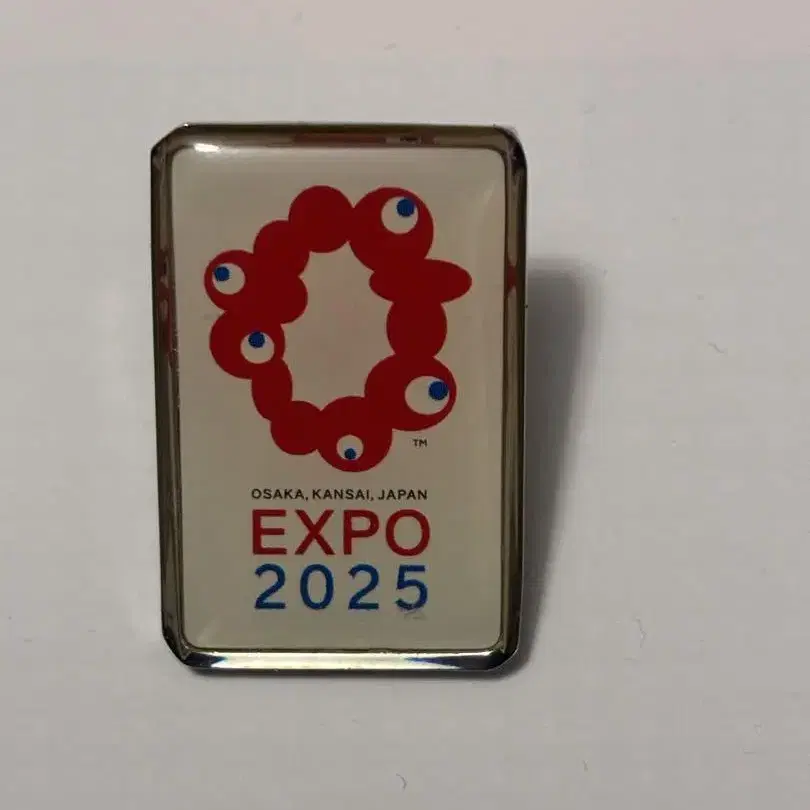 TM
OSAKA, KANSAI, JAPAN
EXPO
2025